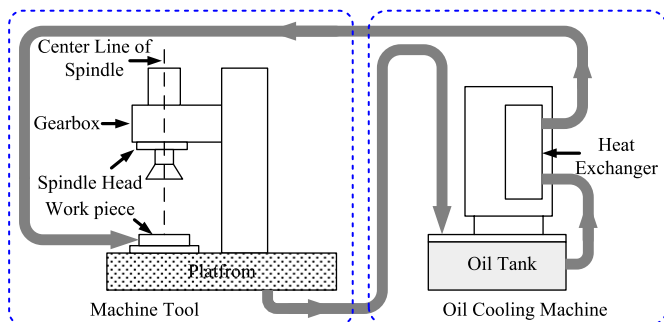 Center Line of
Spindle
Gearbox
Spindle Head
Work piece
Platfrom
Machine Tool
Heat
Exchanger
Oil Tank
Oil Cooling Machine